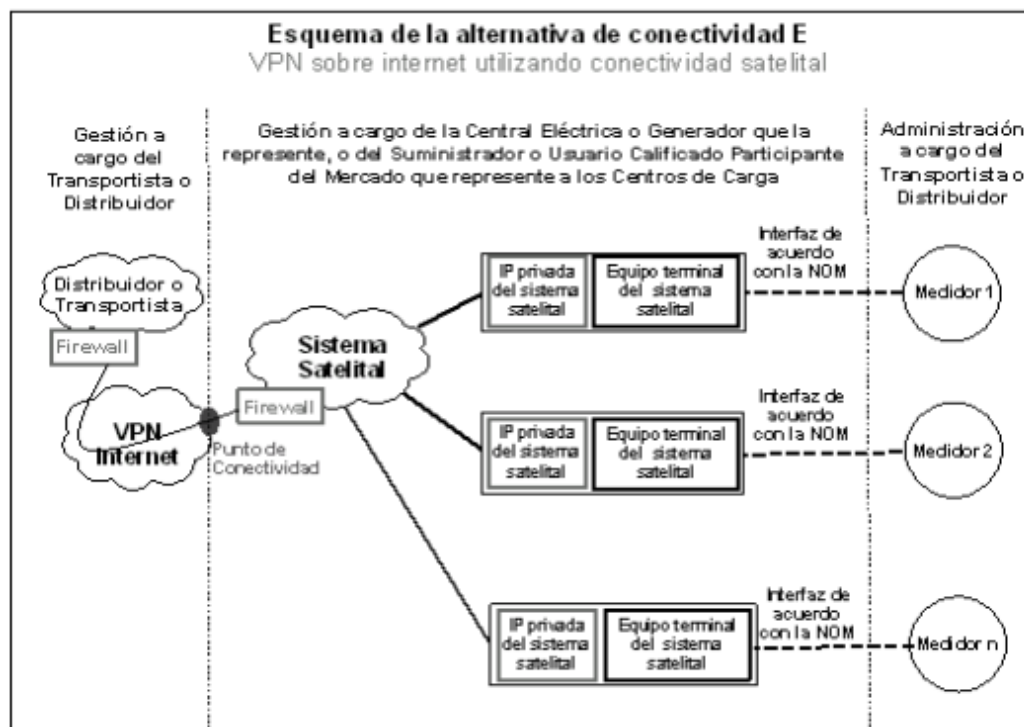 Esquema de la alternativa de conectividad E
VPN sobre internet utilizando conectividad satelital
Gestión a
cargo del
Transportista o
Distribuidor
Gestión a cargo de la Central Eléctrica o Generador que la
represente, o del Suministrador o Usuario Calificado Participante
del Mercado que represente a los Centros de Carga
Administración
a cargo del
Transportista o
Distribuidor
Distribuidor o
Transportista
Firewall
VPN
Internet
Punto de
Conectividad
Firewall
Sistema
Satelital
IP privada
del sistema
satelital
Equipo terminal
del sistema
satelital
Interfaz de
acuerdo
con la NOM
Medidor 1
IP privada
del sistema
satelital
Equipo terminal
del sistema
satelital
Interfaz de
acuerdo
con la NOM
Medidor 2
IP privada
del sistema
satelital
Equipo terminal
del sistema
satelital
Interfaz de
acuerdo
con la NOM
Medidor n